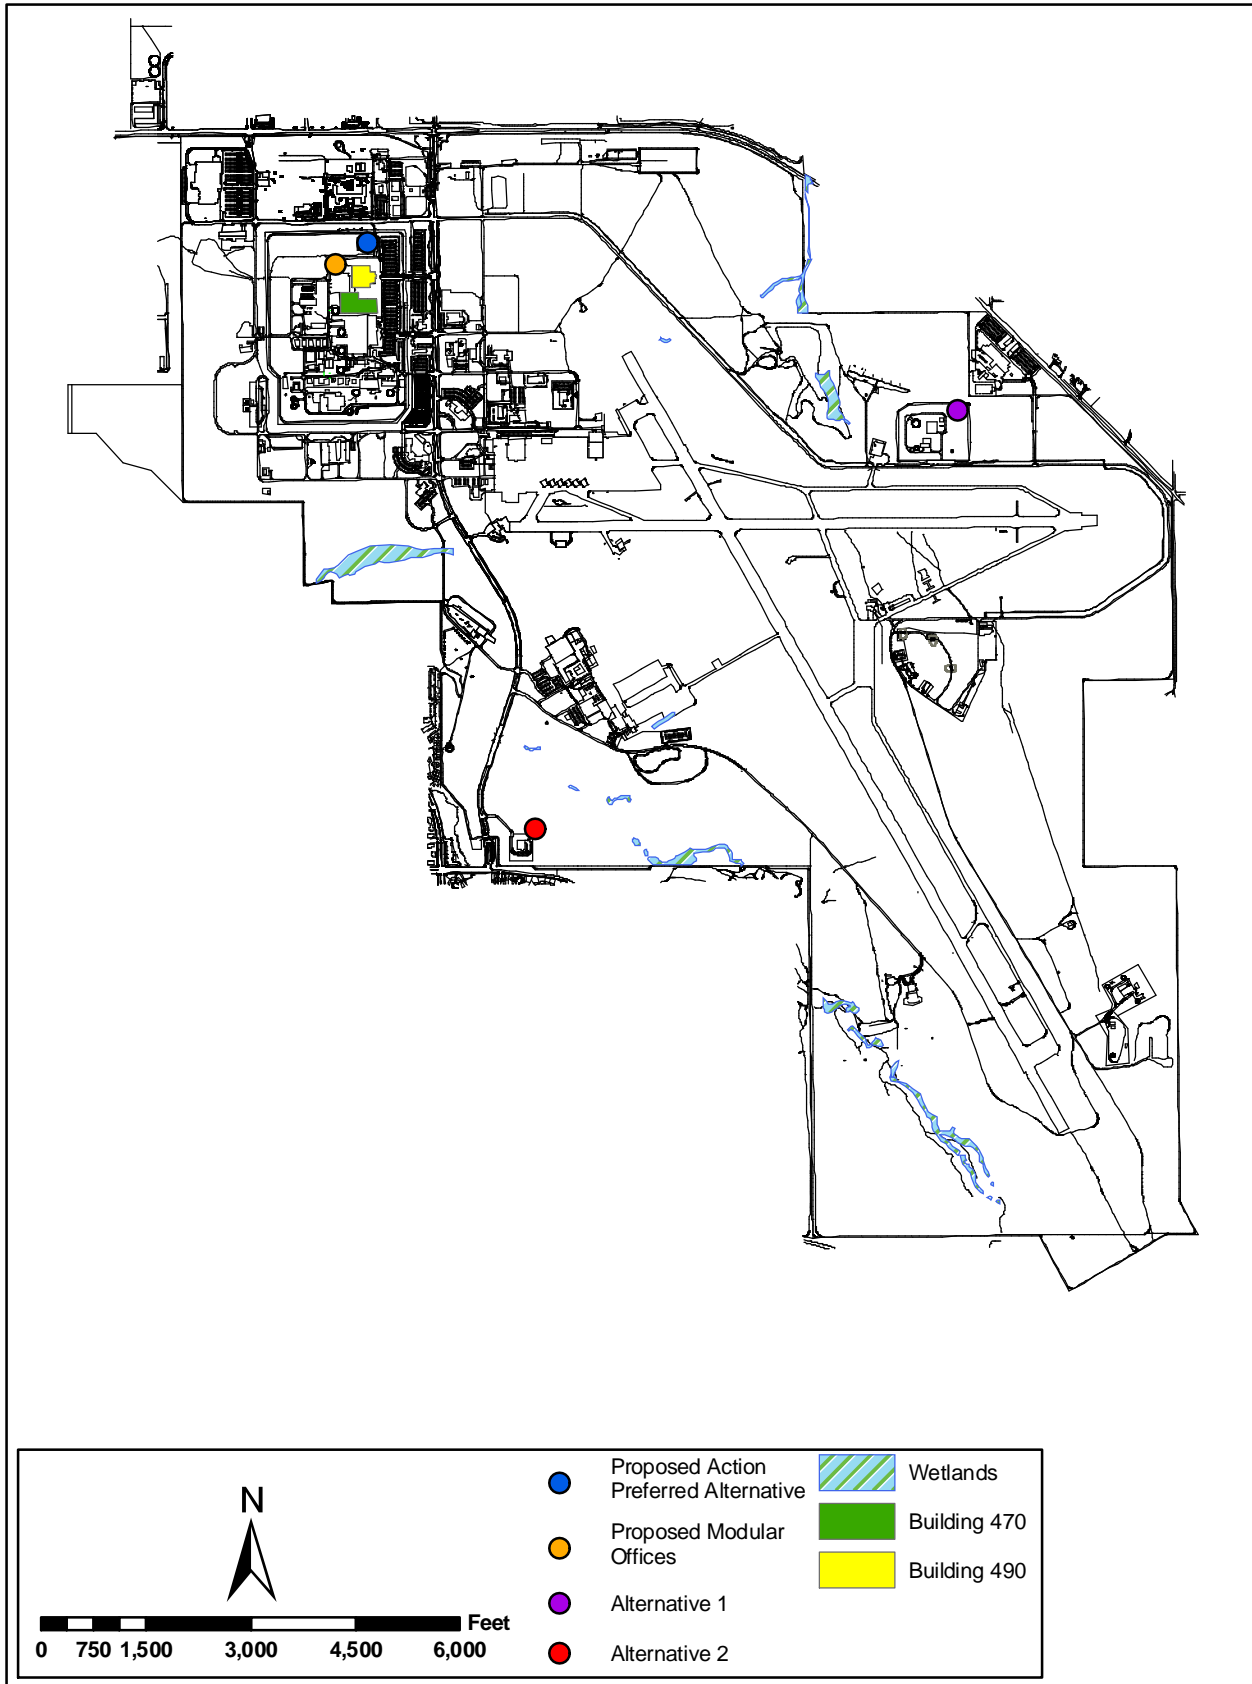 N
Feet
0 750 1,500 3,000 4,500 6,000
Proposed Action
Preferred Alternative
Proposed Modular
Offices
Alternative 1
Alternative 2
Wetlands
Building 470
Building 490